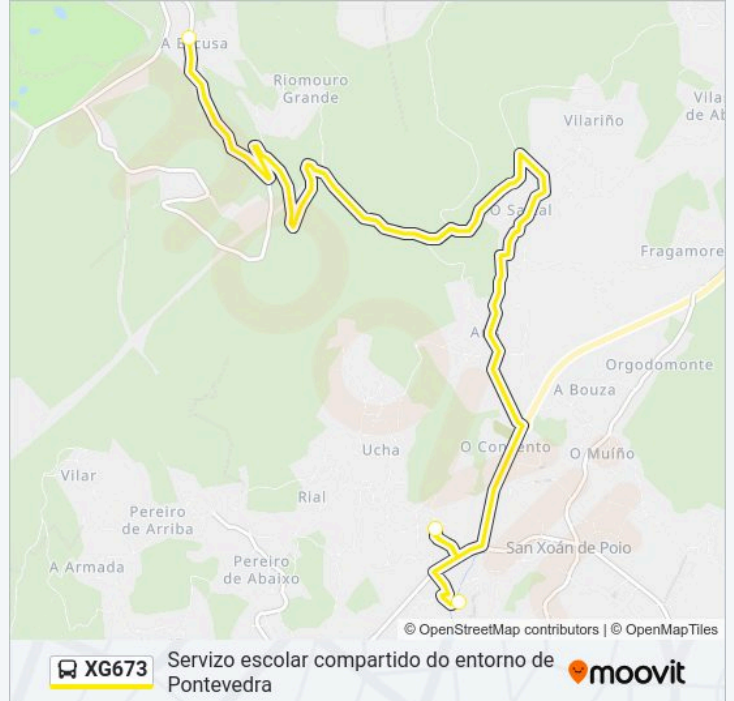 A Escusa
Riomouro
Grande
Vilariño
Vila
de Ab
O Sabal
Fragamore
Orgodomonte
A Bouza
O Convento
O Muíño
Ucha
Vilar
Rial
Pereiro
de Arriba
San Xoán de Poio
Pereiro
de Abaixo
A Armada
© OpenStreetMap contributors | © OpenMapTiles
XG673
Servizo escolar compartido do entorno de
Pontevedra
moovit